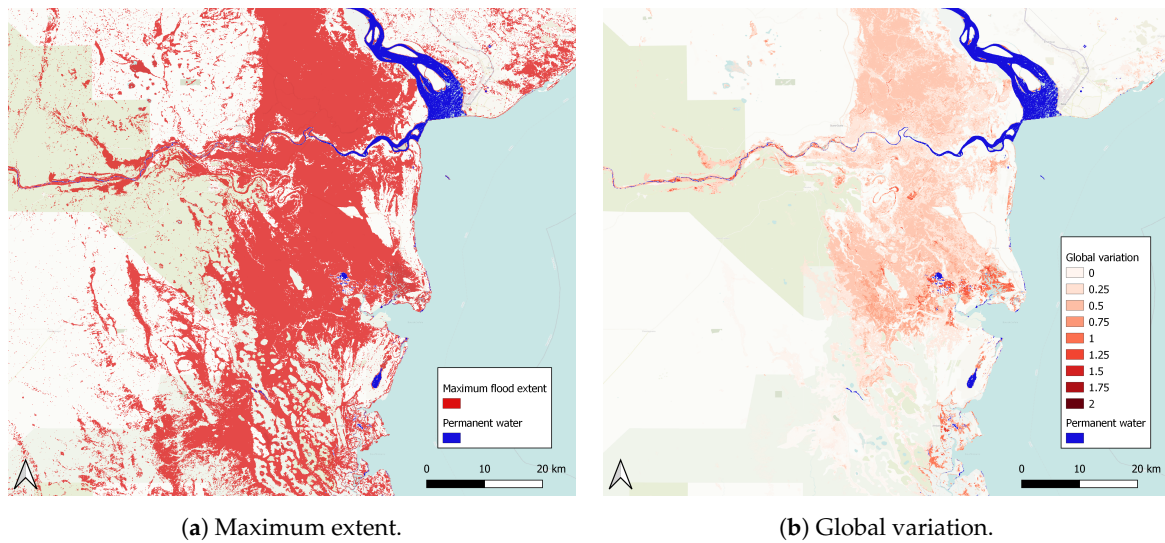 Maximum flood extent
Permanent water
0 10 20 km
Global variation
0
0.25
0.5
0.75
1
1.25
1.5
1.75
2
Permanent water
0 10 20 km
(a) Maximum extent.
(b) Global variation.